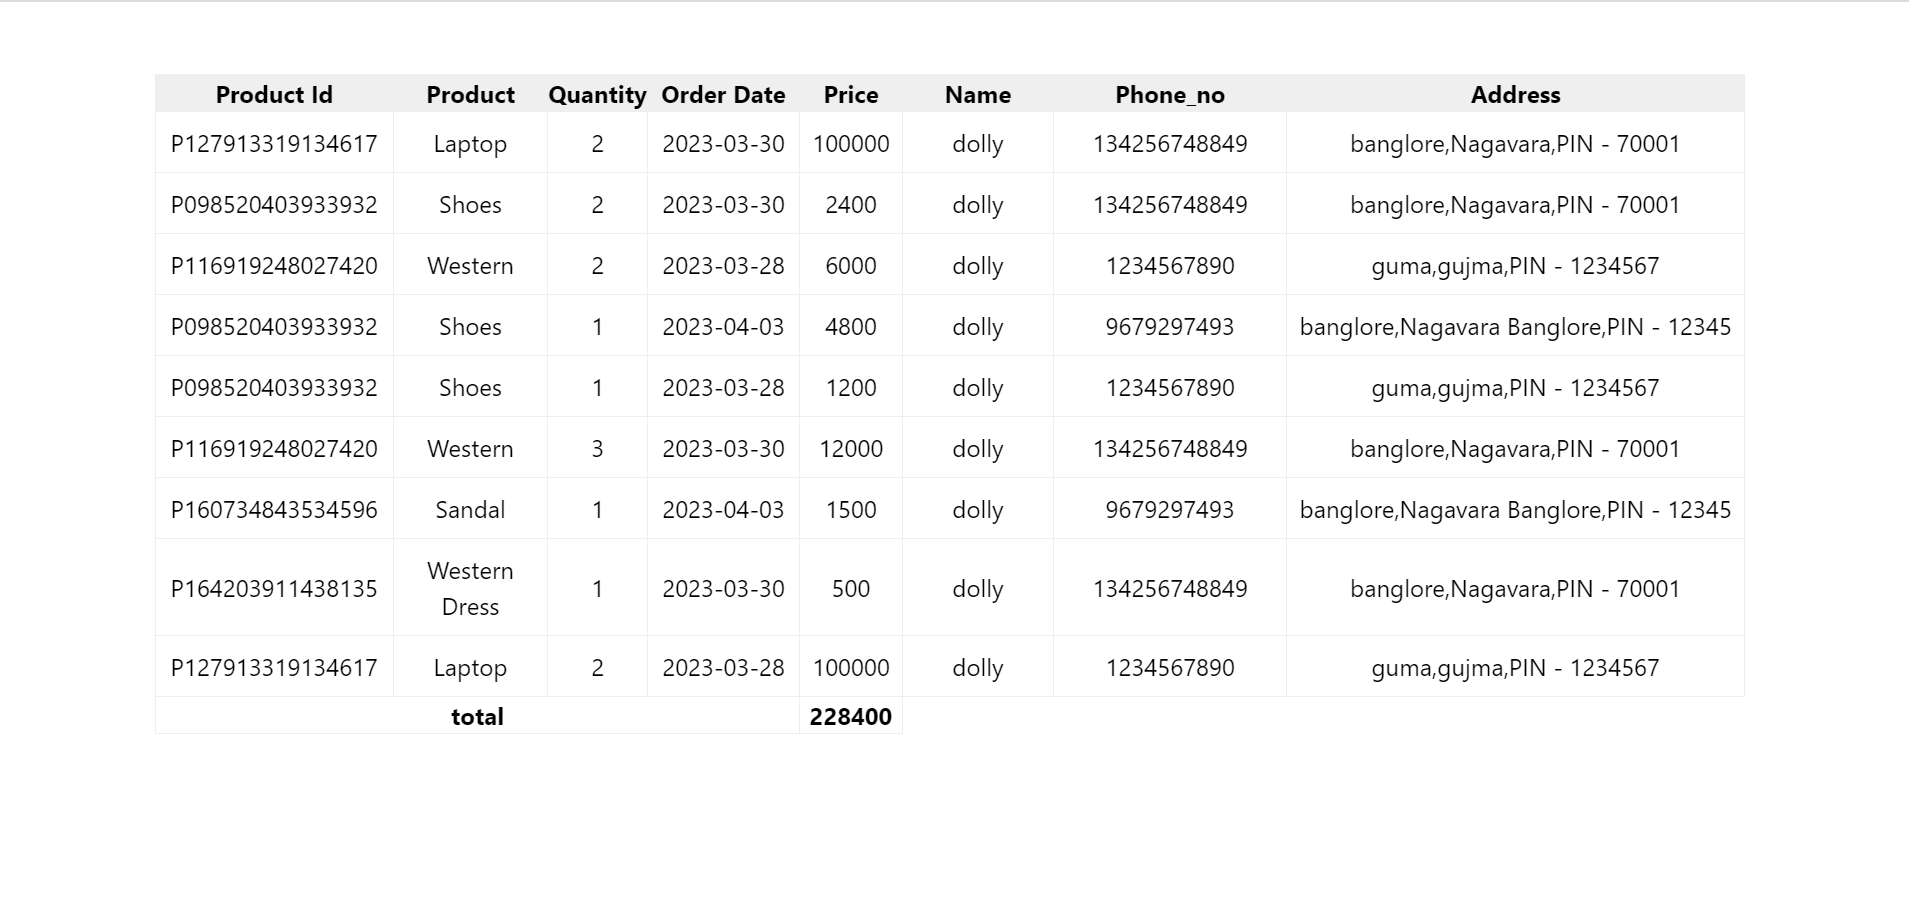 Product Id Product Quantity Order Date Price Name Phone_no Address
P127913319134617 Laptop 2 2023-03-30 100000 dolly 134256748849 banglore,Nagavara,PIN - 70001
P098520403933932 Shoes 2 2023-03-30 2400 dolly 134256748849 banglore,Nagavara,PIN - 70001
P116919248027420 Western 2 2023-03-28 6000 dolly 1234567890 guma,gujma,PIN - 1234567
P098520403933932 Shoes 1 2023-04-03 4800 dolly 9679297493 banglore,Nagavara Banglore,PIN - 12345
P098520403933932 Shoes 1 2023-03-28 1200 dolly 1234567890 guma,gujma,PIN - 1234567
P116919248027420 Western 3 2023-03-30 12000 dolly 134256748849 banglore,Nagavara,PIN - 70001
P160734843534596 Sandal 1 2023-04-03 1500 dolly 9679297493 banglore,Nagavara Banglore,PIN - 12345
P164203911438135 Western Dress 1 2023-03-30 500 dolly 134256748849 banglore,Nagavara,PIN - 70001
P127913319134617 Laptop 2 2023-03-28 100000 dolly 1234567890 guma,gujma,PIN - 1234567
total 228400